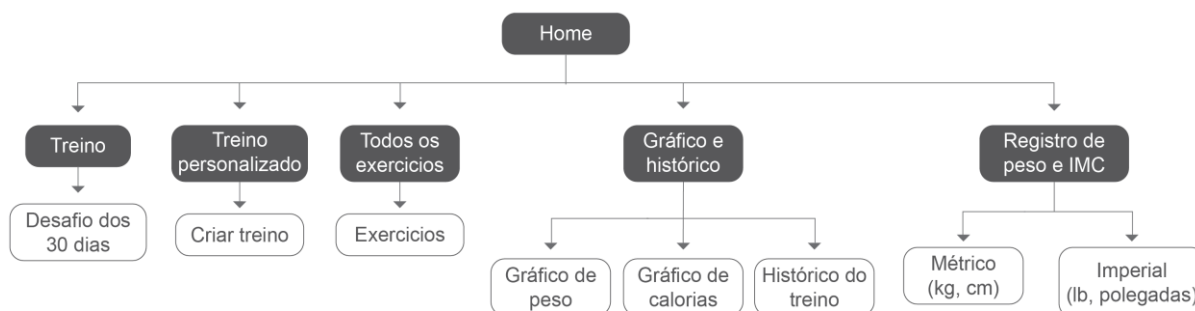 Home
Treino
Treino
personalizado
Todos os
exercicios
Gráfico e
histórico
Registro de
peso e IMC
Desafio dos
30 dias
Criar treino
Exercicios
Gráfico de
peso
Gráfico de
calorias
Histórico do
treino
Métrico
(kg, cm)
Imperial
(lb, polegadas)